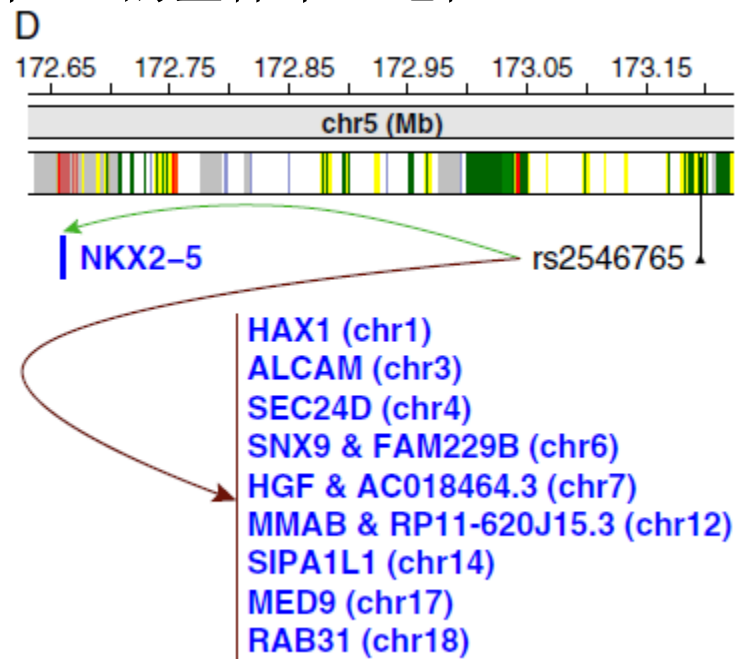 D
172.65 172.75 172.85 172.95 173.05 173.15
chr5 (Mb)
NKX2–5
rs2546765
HAX1 (chr1)
ALCAM (chr3)
SEC24D (chr4)
SNX9 & FAM229B (chr6)
HGF & AC018464.3 (chr7)
MMAB & RP11-620J15.3 (chr12)
SIPA1L1 (chr14)
MED9 (chr17)
RAB31 (chr18)